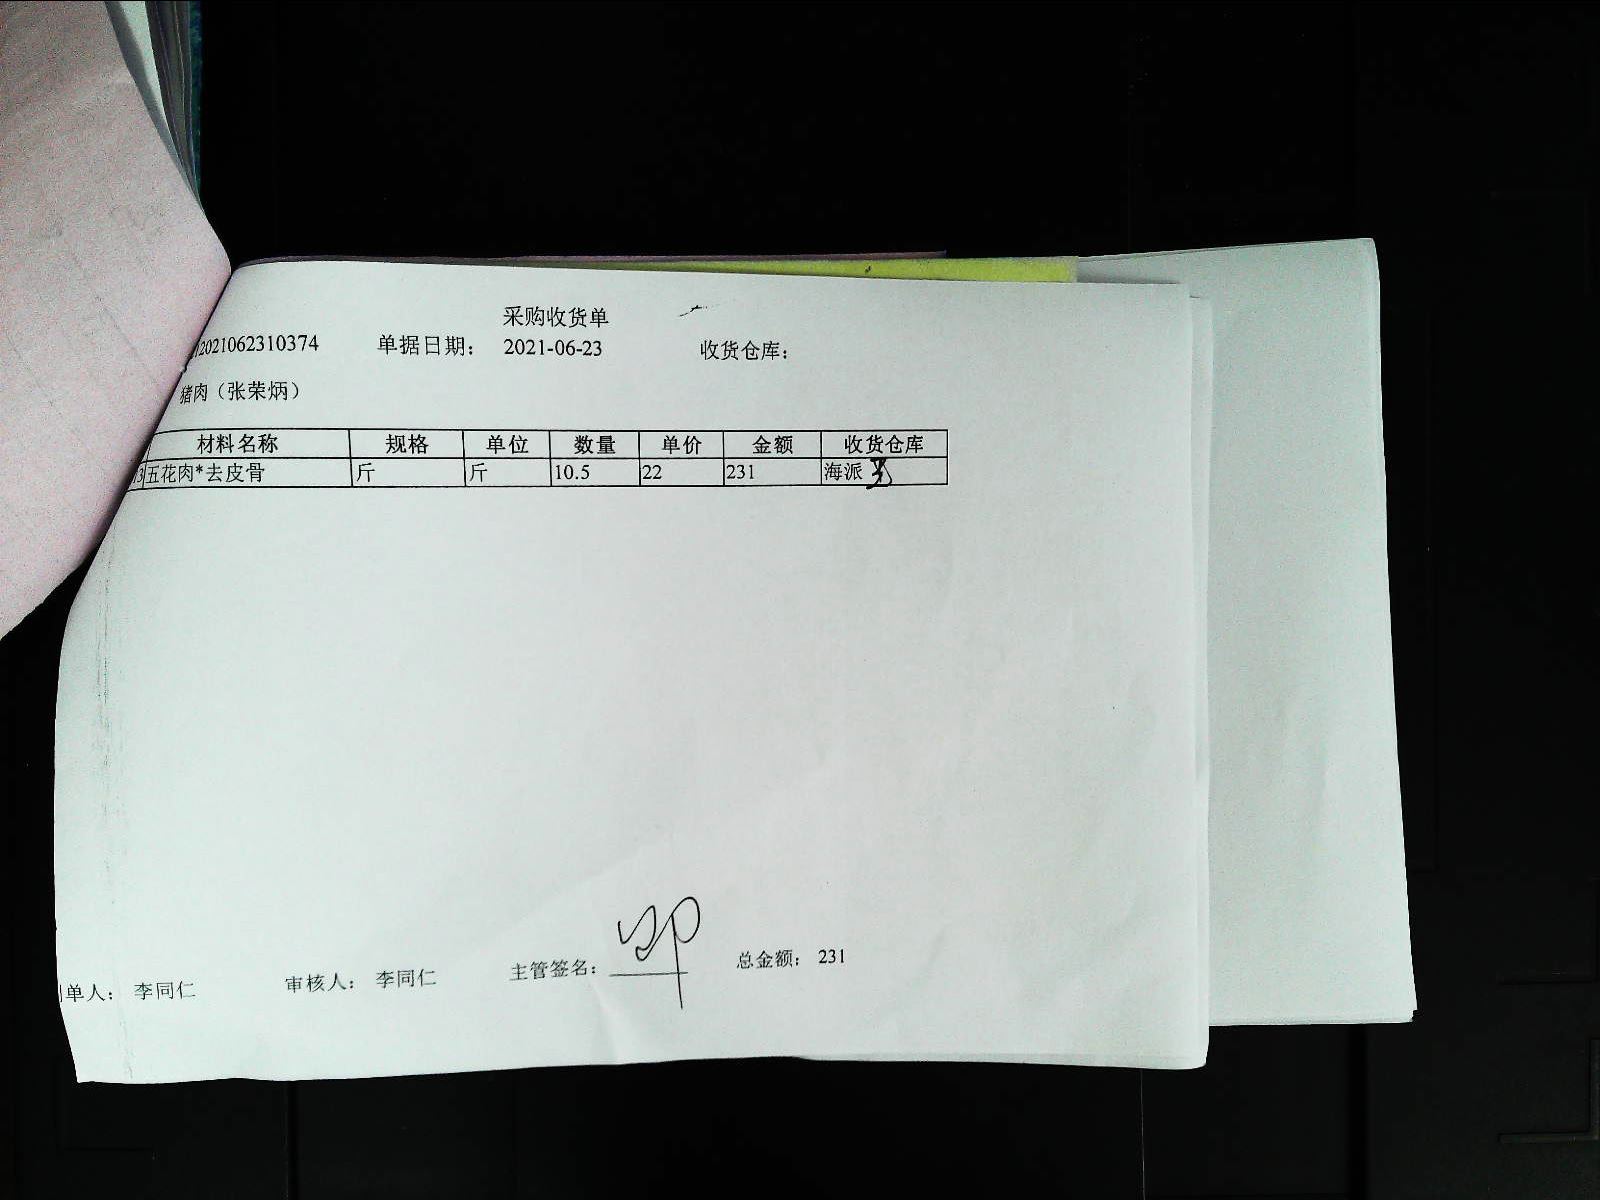 采购收货单
2021062310374 单据日期： 2021-06-23 收货仓库：
猪肉（张荣炳）
材料名称 规格 单位 数量 单价 金额 收货仓库
五花肉*去皮骨 斤 斤 10.5 22 231 海派
单人： 李同仁 审核人： 李同仁 主管签名： 总金额： 231